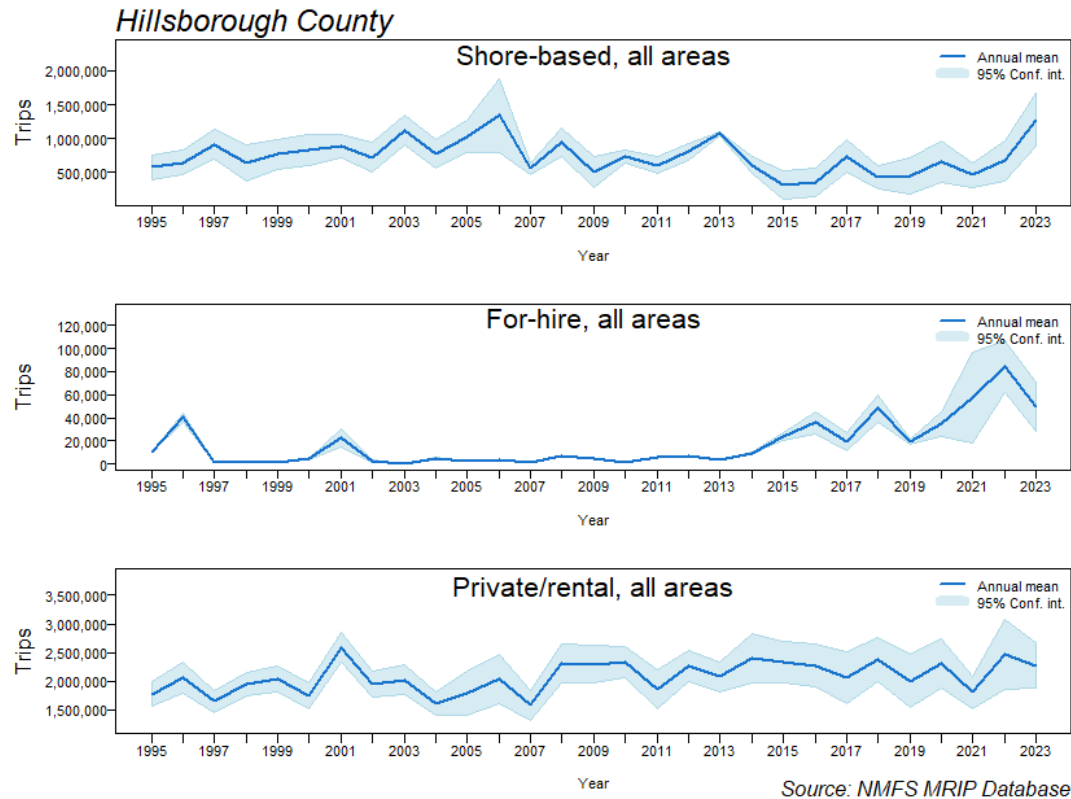 Hillsborough County
Shore-based, all areas
Annual mean
95% Conf. int.
Trips
2,000,000
1,500,000
1,000,000
500,000
1995 1997 1999 2001 2003 2005 2007 2009 2011 2013 2015 2017 2019 2021 2023
Year
For-hire, all areas
Annual mean
95% Conf. int.
Trips
120,000
100,000
80,000
60,000
40,000
20,000
0
1995 1997 1999 2001 2003 2005 2007 2009 2011 2013 2015 2017 2019 2021 2023
Year
Private/rental, all areas
Annual mean
95% Conf. int.
Trips
3,500,000
3,000,000
2,500,000
2,000,000
1,500,000
1995 1997 1999 2001 2003 2005 2007 2009 2011 2013 2015 2017 2019 2021 2023
Year
Source: NMFS MRIP Database